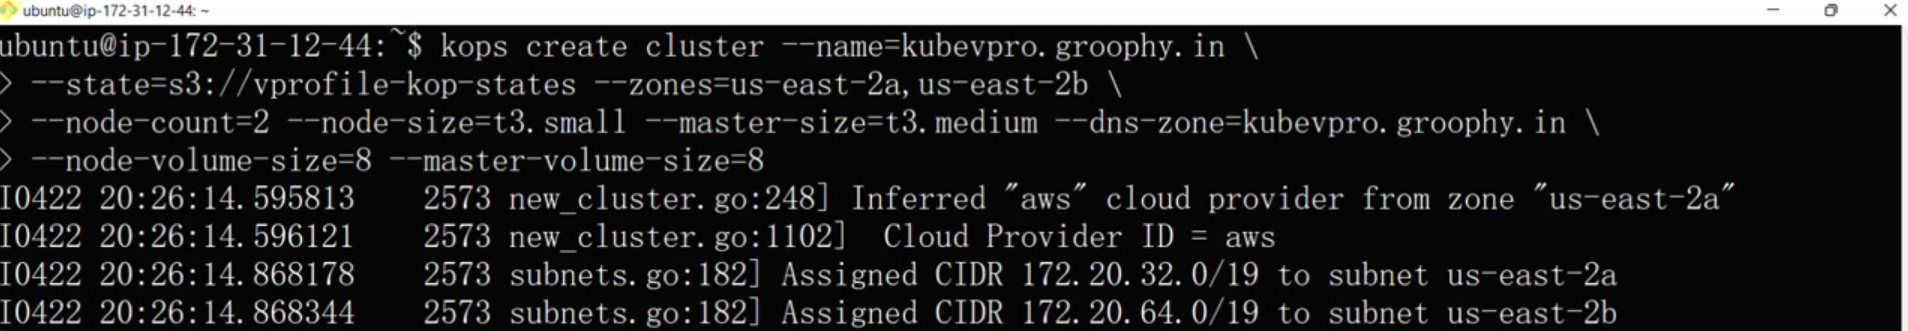 ubuntu@ip-172-31-12-44: ~
ubuntu@ip-172-31-12-44:~$ kops create cluster --name=kubevpro.groophy.in \
> --state=s3://vprofile-kop-states --zones=us-east-2a,us-east-2b \
> --node-count=2 --node-size=t3.small --master-size=t3.medium --dns-zone=kubevpro.groophy.in \
> --node-volume-size=8 --master-volume-size=8
I0422 20:26:14.595813    2573 new_cluster.go:248] Inferred "aws" cloud provider from zone "us-east-2a"
I0422 20:26:14.596121    2573 new_cluster.go:1102]  Cloud Provider ID = aws
I0422 20:26:14.868178    2573 subnets.go:182] Assigned CIDR 172.20.32.0/19 to subnet us-east-2a
I0422 20:26:14.868344    2573 subnets.go:182] Assigned CIDR 172.20.64.0/19 to subnet us-east-2b